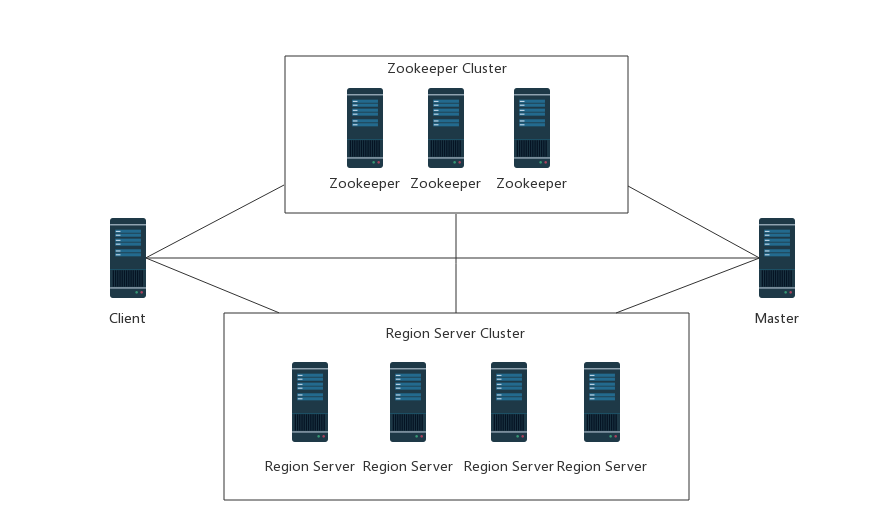 Zookeeper Cluster
Zookeeper Zookeeper Zookeeper
Client
Master
Region Server Cluster
Region Server Region Server Region Server Region Server